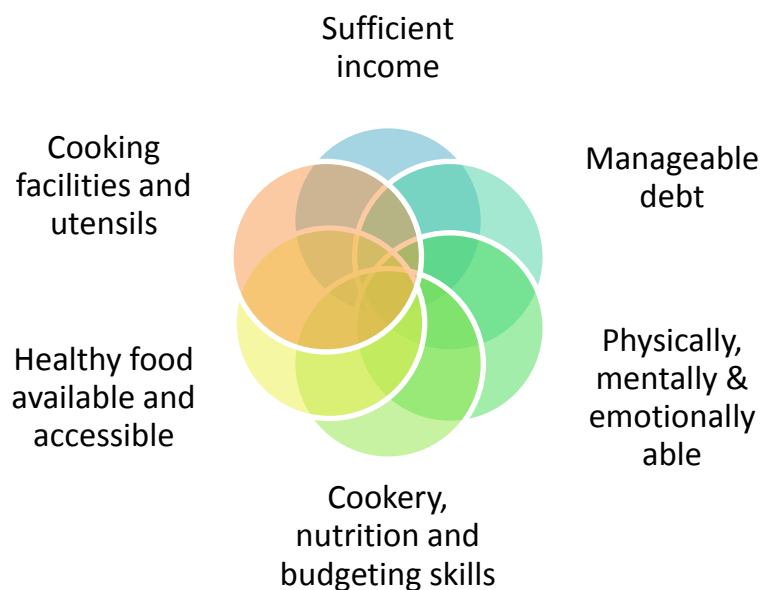 Sufficient
income
Cooking
facilities and
utensils
Manageable
debt
Healthy food
available and
accessible
Physically,
mentally &
emotionally
able
Cookery,
nutrition and
budgeting skills